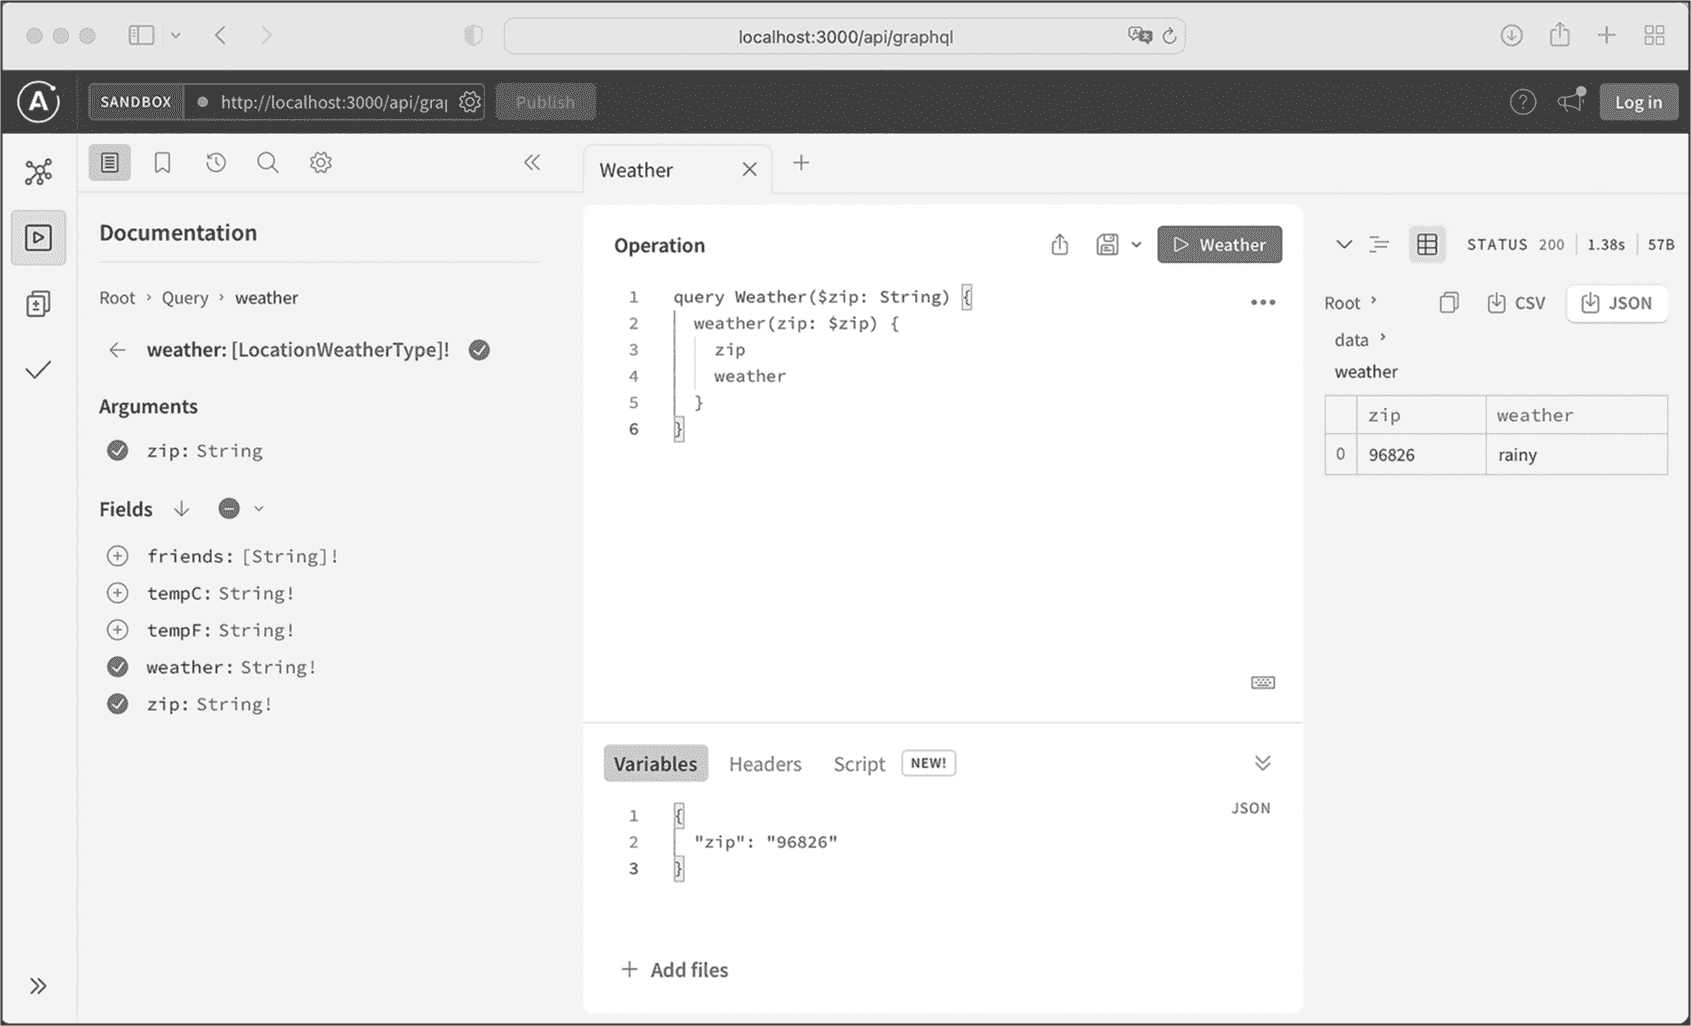 localhost:3000/api/graphql
SANDBOX http://localhost:3000/api/gra Publish
Log in
Weather
Documentation
Root › Query › weather
weather: [LocationWeatherType]!
Arguments
zip: String
Fields
friends: [String]!
tempC: String!
tempF: String!
weather: String!
zip: String!
Operation
Weather
1 query Weather($zip: String) {
2 weather(zip: $zip) {
3 zip
4 weather
5 }
6 }
Variables Headers Script NEW!
JSON
1 {
2 "zip": "96826"
3 }
+ Add files
STATUS 200 1.38s 57B
Root › CSV JSON
data ›
weather
zip weather
0 96826 rainy